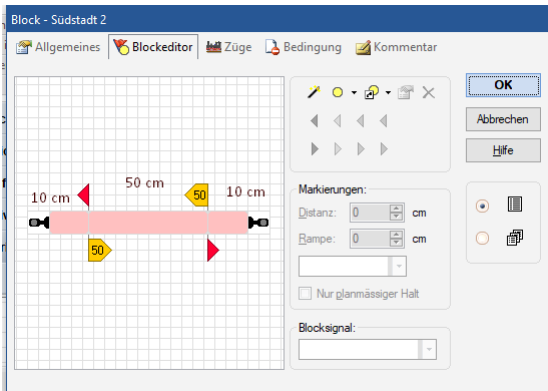 Block - Südstadt 2
Allgemeines Blockeditor Züge Bedingung Kommentar
OK
Abbrechen
Hilfe
50 cm
10 cm 50 10 cm
50
Markierungen:
Distanz: 0 cm
Rampe: 0 cm
Nur planmässiger Halt
Blocksignal: